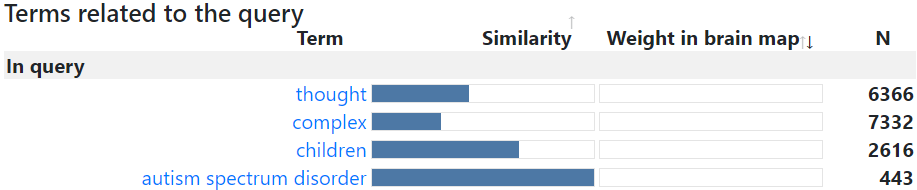 Terms related to the query
Term Similarity ↑ Weight in brain map ↑↓ N
In query
thought 6366
complex 7332
children 2616
autism spectrum disorder 443